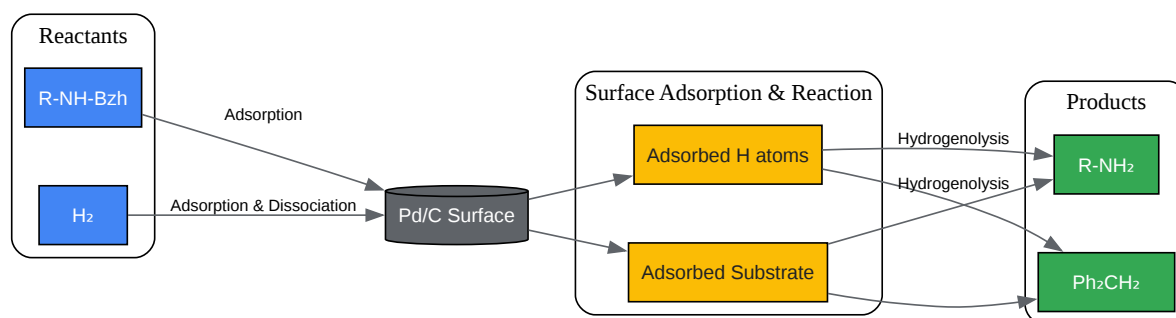 Reactants
R-NH-Bzh
H₂
Adsorption
Adsorption & Dissociation
Pd/C Surface
Surface Adsorption & Reaction
Adsorbed H atoms
Adsorbed Substrate
Hydrogenolysis
Hydrogenolysis
Products
R-NH₂
Ph₂CH₂